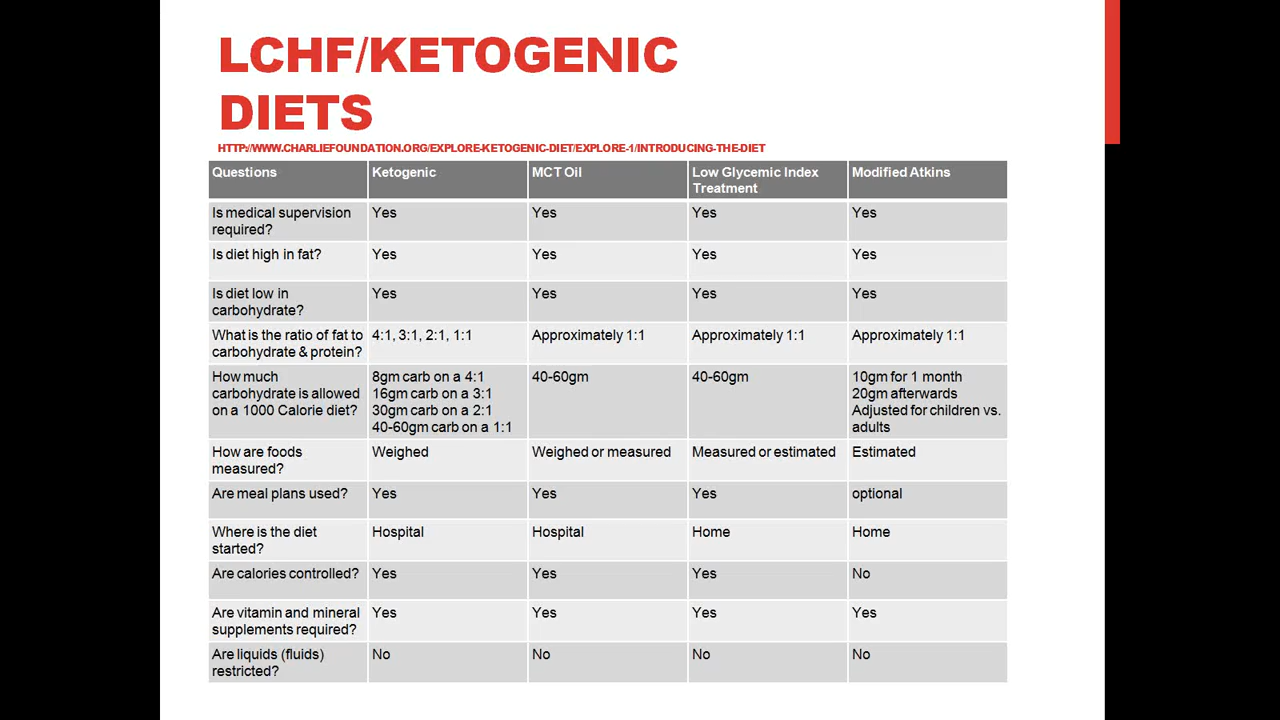 LCHF/KETOGENIC
DIETS
HTTP://WWW.CHARLIEFOUNDATION.ORG/EXPLORE-KETOGENIC-DIET/EXPLORE-1/INTRODUCING-THE-DIET
Questions Ketogenic MCT Oil Low Glycemic Index Modified Atkins
Treatment
Is medical supervision Yes Yes Yes Yes
required?
Is diet high in fat? Yes Yes Yes Yes
Is diet low in Yes Yes Yes Yes
carbohydrate?
What is the ratio of fat to 4:1, 3:1, 2:1, 1:1 Approximately 1:1 Approximately 1:1 Approximately 1:1
carbohydrate & protein?
How much 8gm carb on a 4:1 40-60gm 40-60gm 10gm for 1 month
carbohydrate is allowed 16gm carb on a 3:1 20gm afterwards
on a 1000 Calorie diet? 30gm carb on a 2:1 Adjusted for children vs.
40-60gm carb on a 1:1 adults
How are foods Weighed Weighed or measured Measured or estimated Estimated
measured?
Are meal plans used? Yes Yes Yes optional
Where is the diet Hospital Hospital Home Home
started?
Are calories controlled? Yes Yes Yes No
Are vitamin and mineral Yes Yes Yes Yes
supplements required?
Are liquids (fluids) No No No No
restricted?